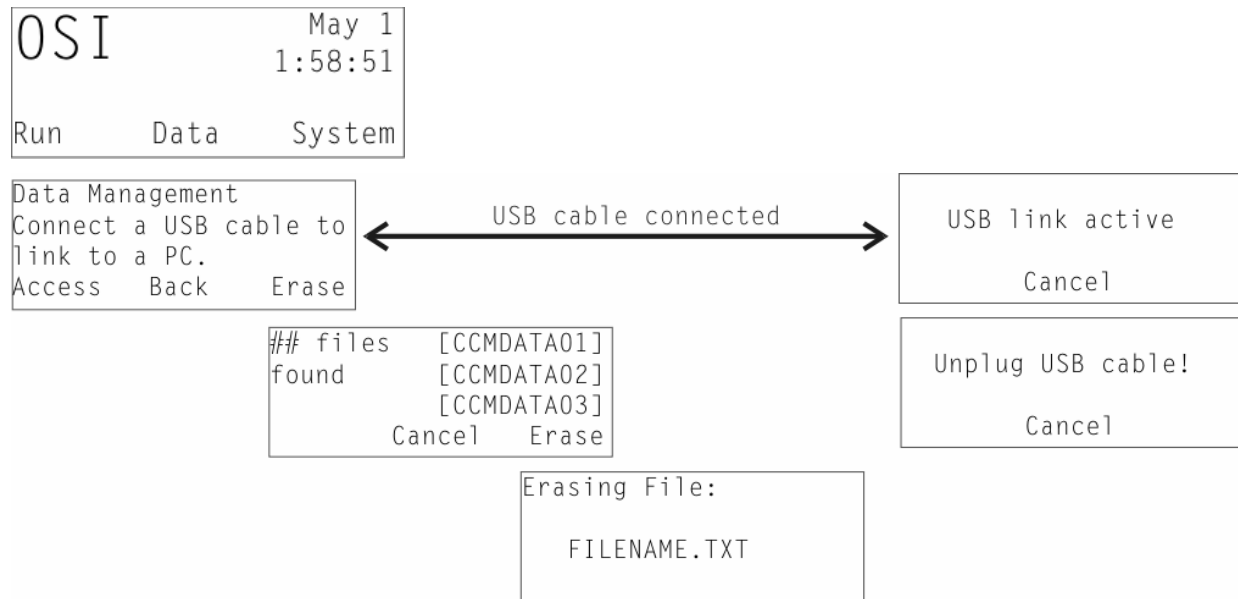 OSI
May 1
1:58:51
Run Data System
Data Management
Connect a USB cable to
link to a PC.
Access Back Erase
USB cable connected
USB link active
Cancel
## files [CCMDATA01]
found [CCMDATA02]
[CCMDATA03]
Cancel Erase
Unplug USB cable!
Cancel
Erasing File:
FILENAME.TXT